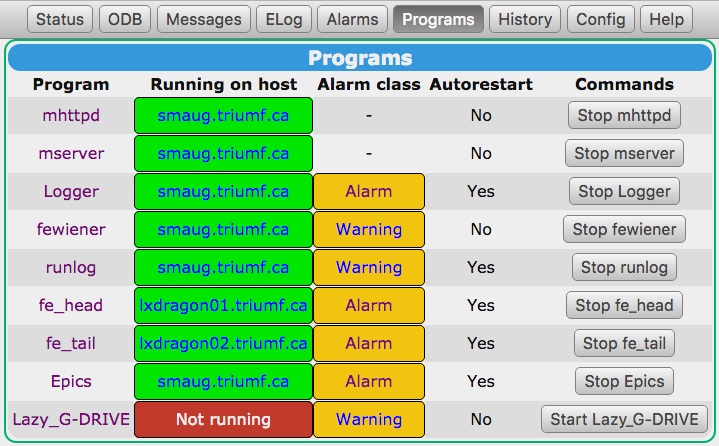 Status ODB Messages ELog Alarms Programs History Config Help
Programs
Program Running on host Alarm class Autorestart Commands
mhttpd smaug.triumf.ca - No Stop mhttpd
mserver smaug.triumf.ca - No Stop mserver
Logger smaug.triumf.ca Alarm Yes Stop Logger
fewiener smaug.triumf.ca Warning No Stop fewiener
runlog smaug.triumf.ca Warning Yes Stop runlog
fe_head lxdragon01.triumf.ca Alarm Yes Stop fe_head
fe_tail lxdragon02.triumf.ca Alarm Yes Stop fe_tail
Epics smaug.triumf.ca Alarm Yes Stop Epics
Lazy_G-DRIVE Not running Warning No Start Lazy_G-DRIVE